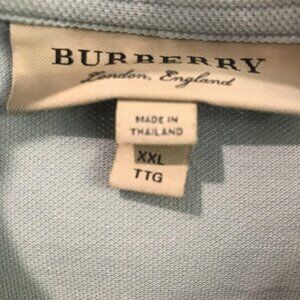 BURBERRY
London, England
MADE IN
THAILAND
XXL
TTG